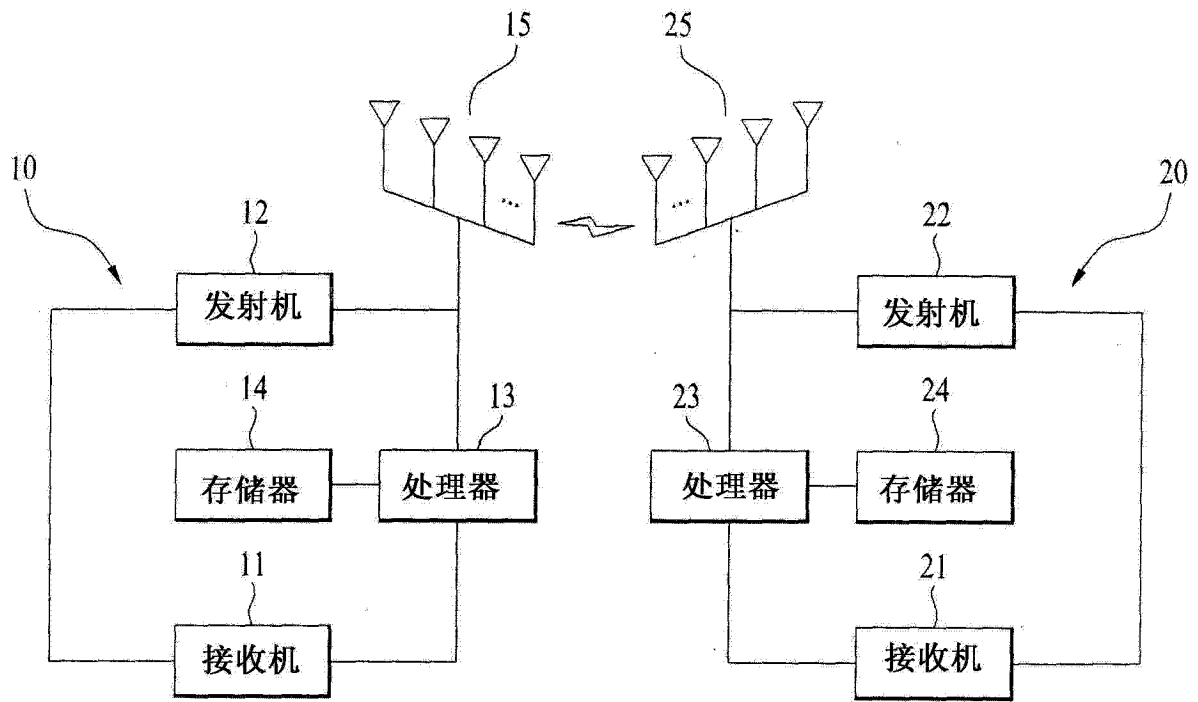 15 25
10 20
12 22
发射机 发射机
14 13 23 24
存储器 处理器 处理器 存储器
11 21
接收机 接收机